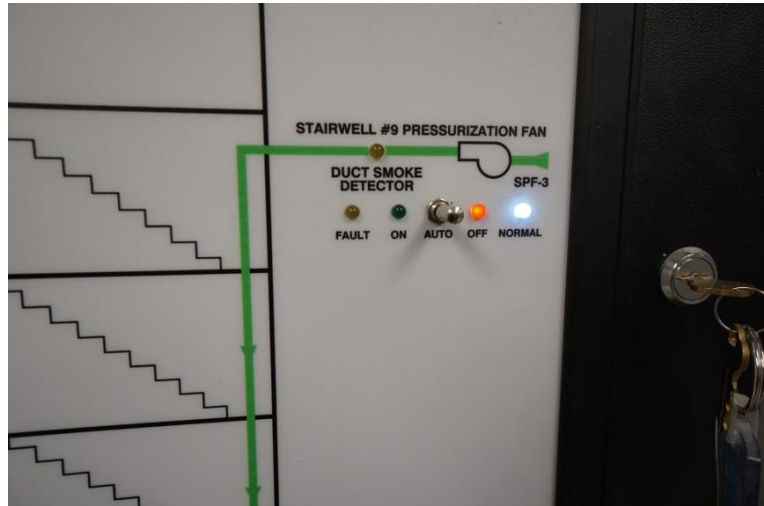 STAIRWELL #9 PRESSURIZATION FAN
DUCT SMOKE
DETECTOR
SPF-3
FAULT ON AUTO OFF NORMAL